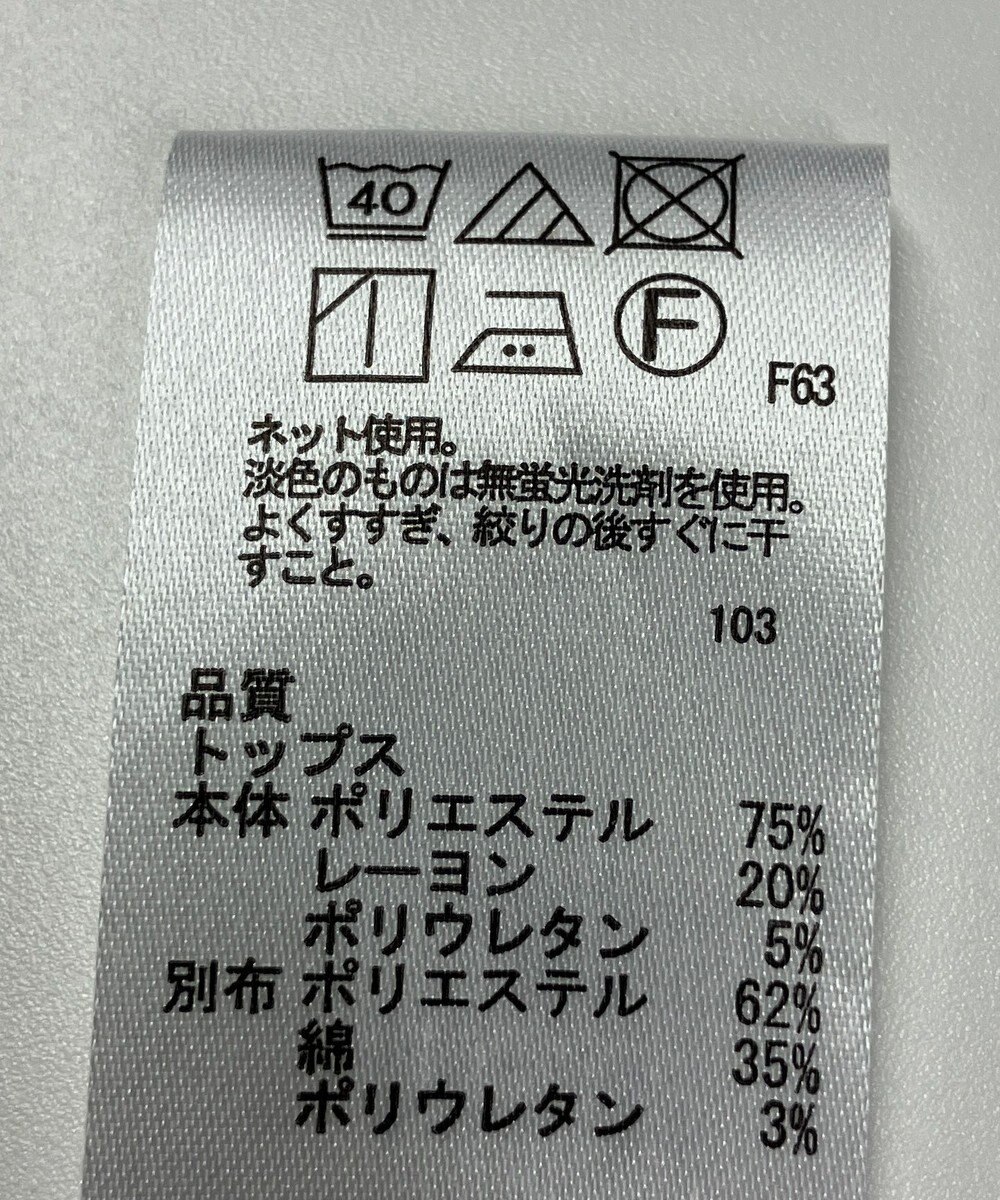 40
F
F63
ネット使用。
淡色のものは無蛍光洗剤を使用。
よくすすぎ、絞りの後すぐに干
すこと。
103
品質
トップス
本体 ポリエステル 75%
レーヨン 20%
ポリウレタン 5%
別布 ポリエステル 62%
綿 35%
ポリウレタン 3%